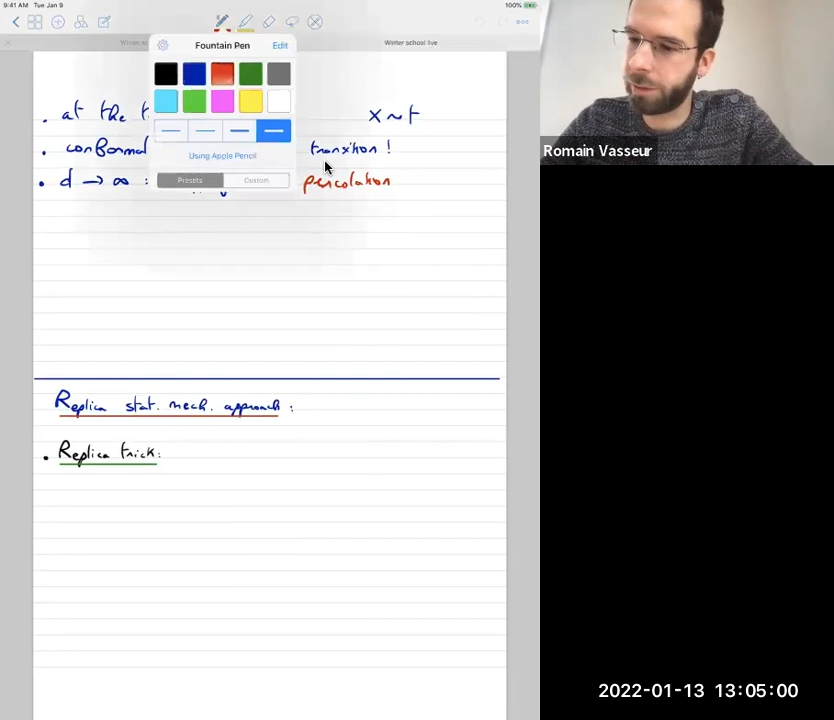 9:41 AM Tue Jan 9
100%
Winter school live
Fountain Pen
Edit
. at the
x ~ t
. conformal
transition !
Using Apple Pencil
Presets
Custom
. d → ∞ :
percolation
Replica stat. mech. approach :
. Replica trick:
Romain Vasseur
2022-01-13 13:05:00